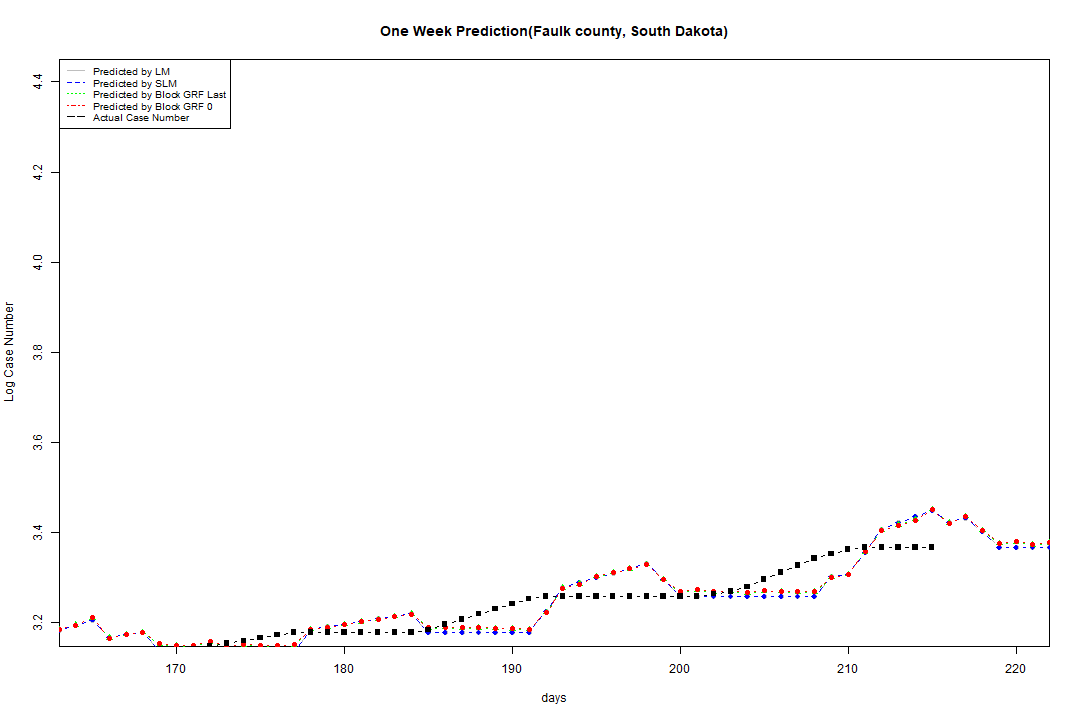 One Week Prediction(Faulk county, South Dakota)
Predicted by LM
Predicted by SLM
Predicted by Block GRF Last
Predicted by Block GRF 0
Actual Case Number
4.4
4.2
4.0
3.8
3.6
3.4
3.2
Log Case Number
170 180 190 200 210 220
days